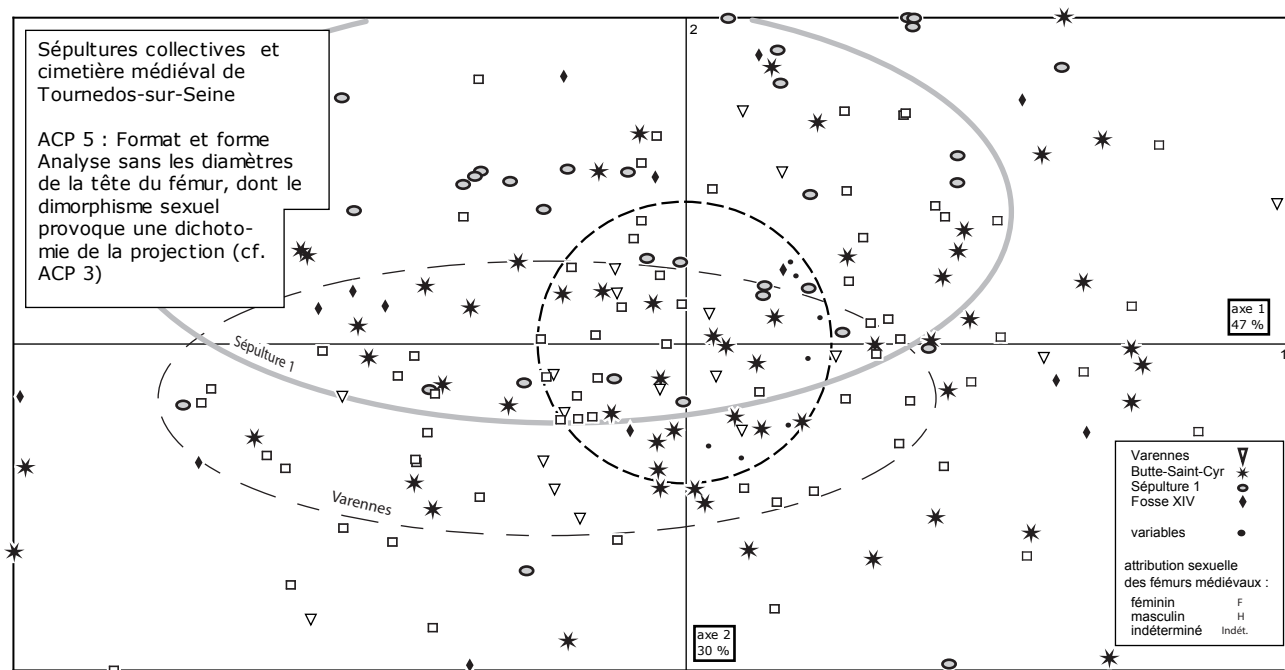 Sépultures collectives et
cimetière médiéval de
Tournedos-sur-Seine
ACP 5 : Format et forme
Analyse sans les diamètres
de la tête du fémur, dont le
dimorphisme sexuel
provoque une dichoto-
mie de la projection (cf.
ACP 3)
2
axe 1
47 %
1
Sépulture 1
Varennes
axe 2
30 %
Varennes
Butte-Saint-Cyr
Sépulture 1
Fosse XIV
variables
attribution sexuelle
des fémurs médiévaux :
féminin F
masculin H
indéterminé Indét.